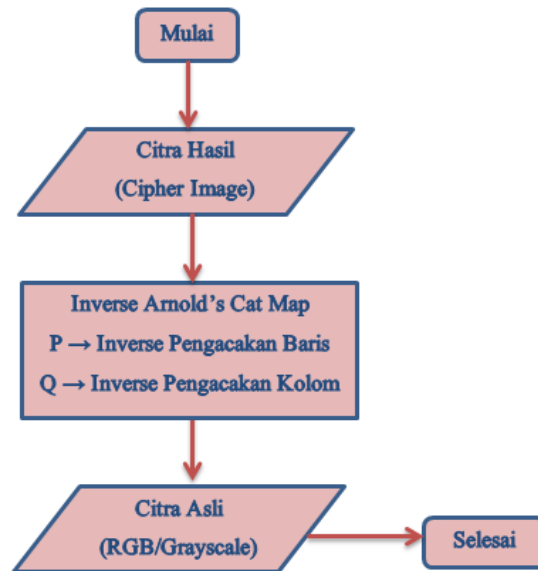 Mulai
Citra Hasil
(Cipher Image)
Inverse Arnold’s Cat Map
P → Inverse Pengacakan Baris
Q → Inverse Pengacakan Kolom
Citra Asli
(RGB/Grayscale)
Selesai